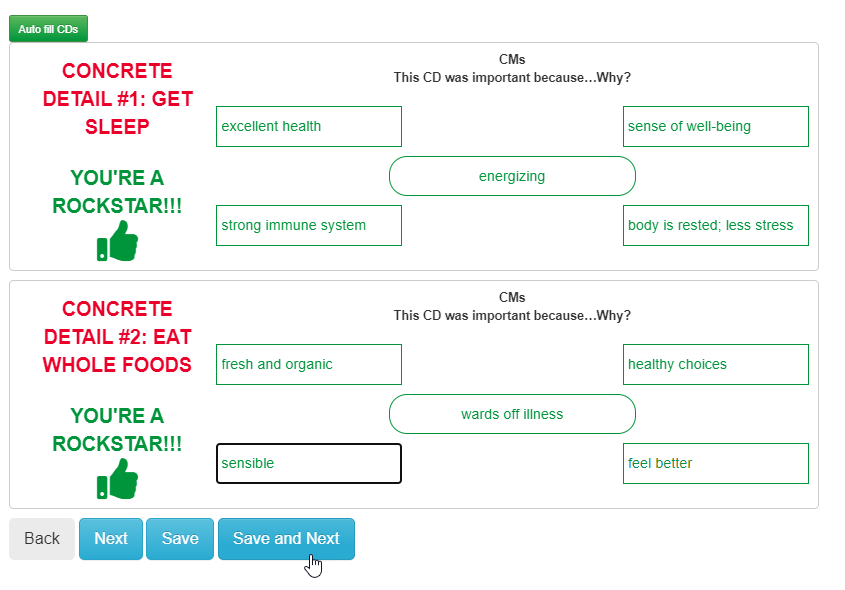 Auto fill CDs
CONCRETE
DETAIL #1: GET
SLEEP
YOU'RE A
ROCKSTAR!!!
CMs
This CD was important because…Why?
excellent health
sense of well-being
energizing
strong immune system
body is rested; less stress
CONCRETE
DETAIL #2: EAT
WHOLE FOODS
YOU'RE A
ROCKSTAR!!!
CMs
This CD was important because…Why?
fresh and organic
healthy choices
wards off illness
sensible
feel better
Back
Next
Save
Save and Next